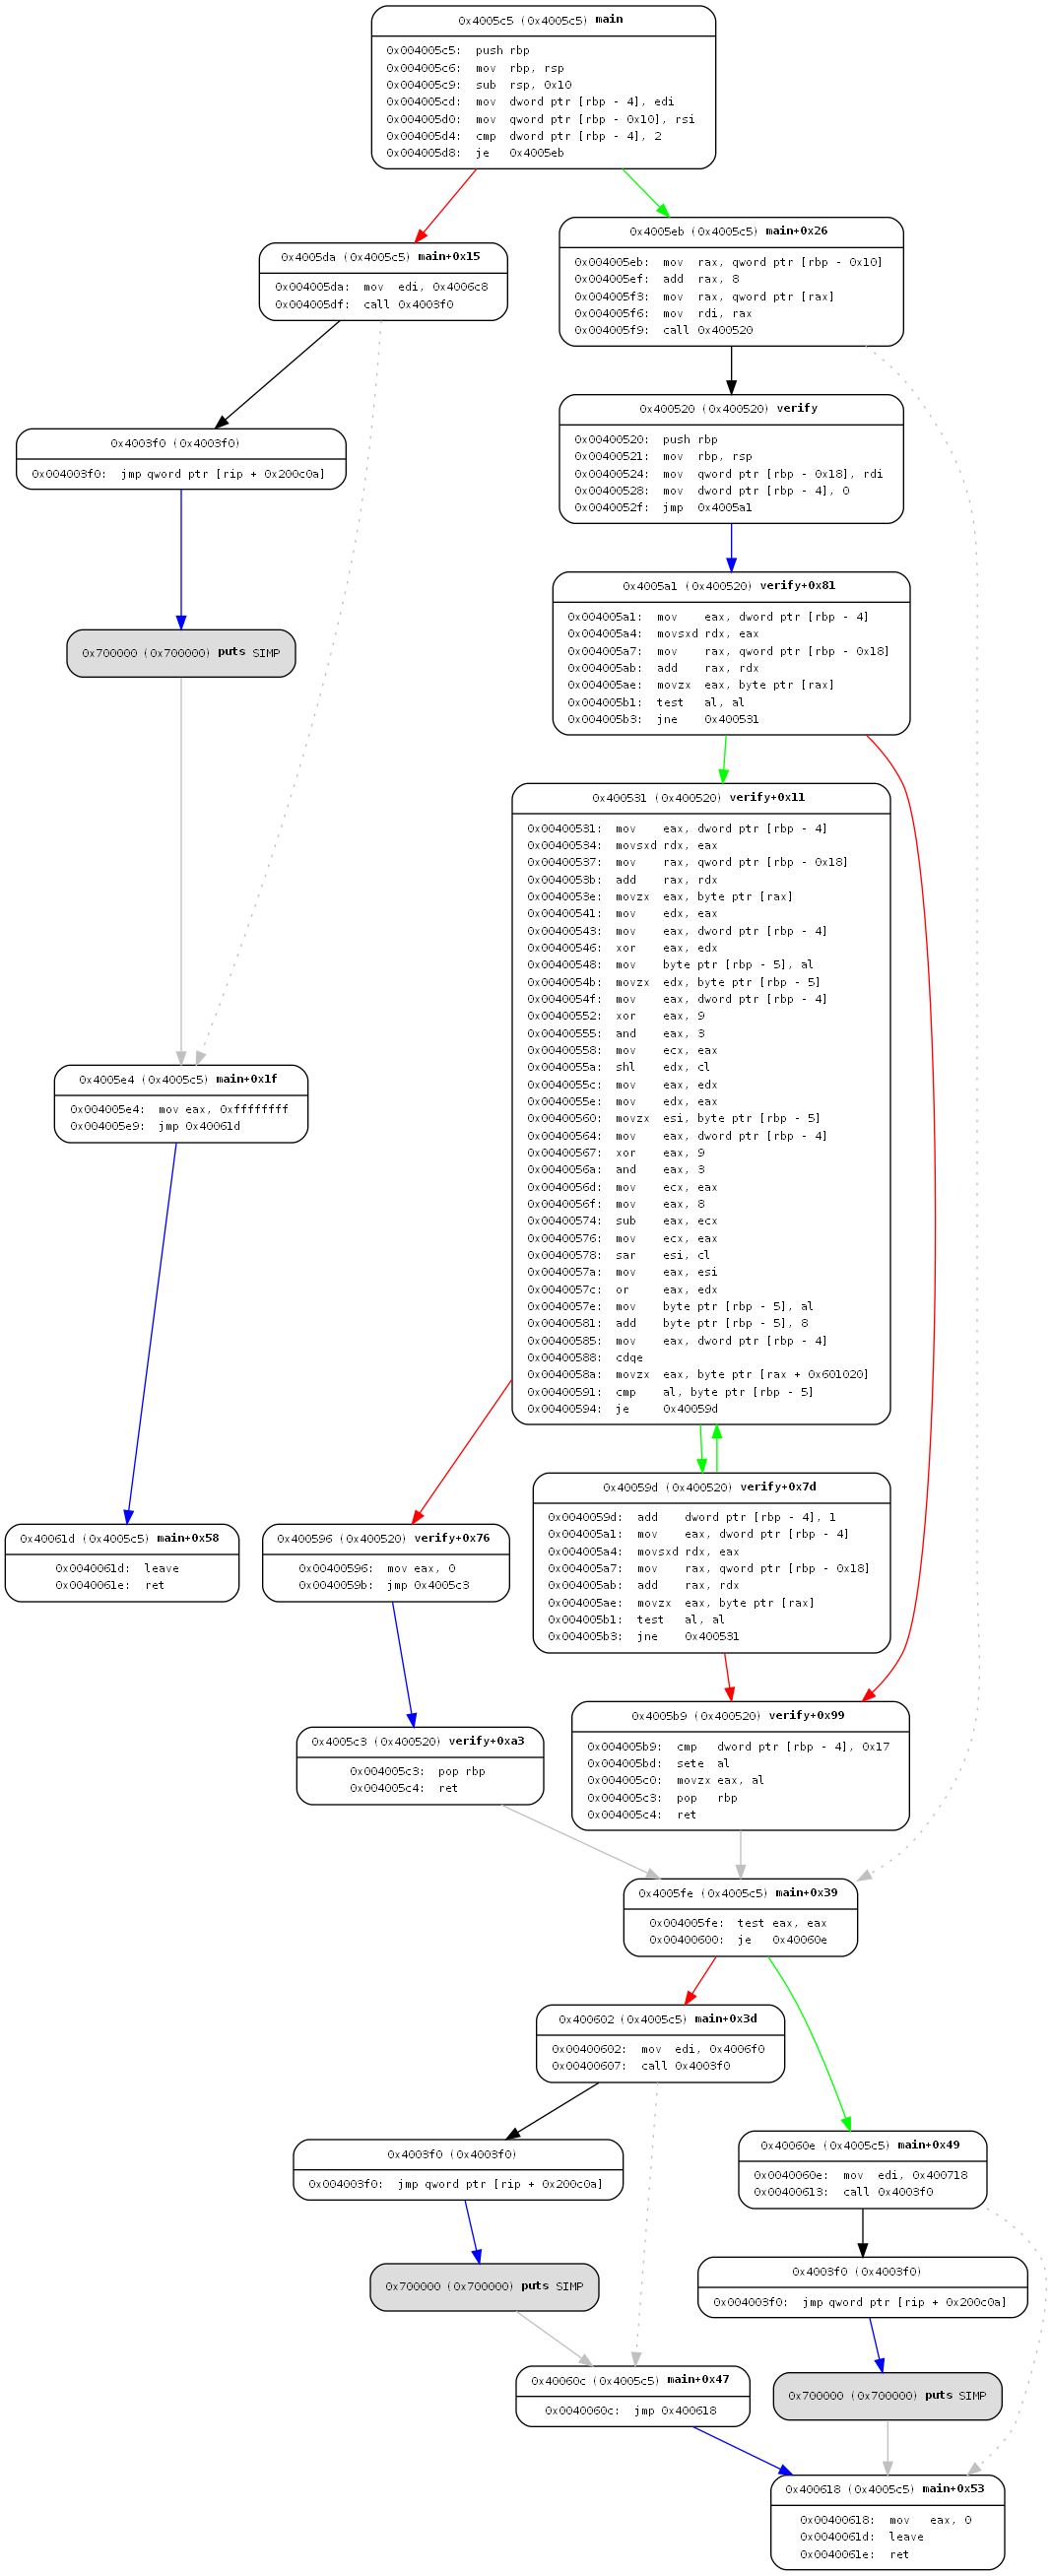 0x4005c5 (0x4005c5) main
0x004005c5: push rbp
0x004005c6: mov rbp, rsp
0x004005c9: sub rsp, 0x10
0x004005cd: mov dword ptr [rbp - 4], edi
0x004005d0: mov qword ptr [rbp - 0x10], rsi
0x004005d4: cmp dword ptr [rbp - 4], 2
0x004005d8: je 0x4005eb
0x4005da (0x4005c5) main+0x15
0x004005da: mov edi, 0x4006c8
0x004005df: call 0x4003f0
0x4005eb (0x4005c5) main+0x26
0x004005eb: mov rax, qword ptr [rbp - 0x10]
0x004005ef: add rax, 8
0x004005f3: mov rax, qword ptr [rax]
0x004005f6: mov rdi, rax
0x004005f9: call 0x400520
0x4003f0 (0x4003f0)
0x004003f0: jmp qword ptr [rip + 0x200c0a]
0x400520 (0x400520) verify
0x00400520: push rbp
0x00400521: mov rbp, rsp
0x00400524: mov qword ptr [rbp - 0x18], rdi
0x00400528: mov dword ptr [rbp - 4], 0
0x0040052f: jmp 0x4005a1
0x700000 (0x700000) puts SIMP
0x4005a1 (0x400520) verify+0x81
0x004005a1: mov eax, dword ptr [rbp - 4]
0x004005a4: movsxd rdx, eax
0x004005a7: mov rax, qword ptr [rbp - 0x18]
0x004005ab: add rax, rdx
0x004005ae: movzx eax, byte ptr [rax]
0x004005b1: test al, al
0x004005b3: jne 0x400531
0x400531 (0x400520) verify+0x11
0x00400531: mov eax, dword ptr [rbp - 4]
0x00400534: movsxd rdx, eax
0x00400537: mov rax, qword ptr [rbp - 0x18]
0x0040053b: add rax, rdx
0x0040053e: movzx eax, byte ptr [rax]
0x00400541: mov edx, eax
0x00400543: mov eax, dword ptr [rbp - 4]
0x00400546: xor eax, edx
0x00400548: mov byte ptr [rbp - 5], al
0x0040054b: movzx edx, byte ptr [rbp - 5]
0x0040054f: mov eax, dword ptr [rbp - 4]
0x00400552: xor eax, 9
0x00400555: and eax, 3
0x00400558: mov ecx, eax
0x0040055a: shl edx, cl
0x0040055c: mov eax, edx
0x0040055e: mov edx, eax
0x00400560: movzx esi, byte ptr [rbp - 5]
0x00400564: mov eax, dword ptr [rbp - 4]
0x00400567: xor eax, 9
0x0040056a: and eax, 3
0x0040056d: mov ecx, eax
0x0040056f: mov eax, 8
0x00400574: sub eax, ecx
0x00400576: mov ecx, eax
0x00400578: sar esi, cl
0x0040057a: mov eax, esi
0x0040057c: or eax, edx
0x0040057e: mov byte ptr [rbp - 5], al
0x00400581: add byte ptr [rbp - 5], 8
0x00400585: mov eax, dword ptr [rbp - 4]
0x00400588: cdqe
0x0040058a: movzx eax, byte ptr [rax + 0x601020]
0x00400591: cmp al, byte ptr [rbp - 5]
0x00400594: je 0x40059d
0x4005e4 (0x4005c5) main+0x1f
0x004005e4: mov eax, 0xffffffff
0x004005e9: jmp 0x40061d
0x40059d (0x400520) verify+0x7d
0x0040059d: add dword ptr [rbp - 4], 1
0x004005a1: mov eax, dword ptr [rbp - 4]
0x004005a4: movsxd rdx, eax
0x004005a7: mov rax, qword ptr [rbp - 0x18]
0x004005ab: add rax, rdx
0x004005ae: movzx eax, byte ptr [rax]
0x004005b1: test al, al
0x004005b3: jne 0x400531
0x40061d (0x4005c5) main+0x58
0x0040061d: leave
0x0040061e: ret
0x400596 (0x400520) verify+0x76
0x00400596: mov eax, 0
0x0040059b: jmp 0x4005c3
0x4005b9 (0x400520) verify+0x99
0x004005b9: cmp dword ptr [rbp - 4], 0x17
0x004005bd: sete al
0x004005c0: movzx eax, al
0x004005c3: pop rbp
0x004005c4: ret
0x4005c3 (0x400520) verify+0xa3
0x004005c3: pop rbp
0x004005c4: ret
0x4005fe (0x4005c5) main+0x39
0x004005fe: test eax, eax
0x00400600: je 0x40060e
0x400602 (0x4005c5) main+0x3d
0x00400602: mov edi, 0x4006f0
0x00400607: call 0x4003f0
0x40060e (0x4005c5) main+0x49
0x0040060e: mov edi, 0x400718
0x00400613: call 0x4003f0
0x4003f0 (0x4003f0)
0x004003f0: jmp qword ptr [rip + 0x200c0a]
0x4003f0 (0x4003f0)
0x004003f0: jmp qword ptr [rip + 0x200c0a]
0x700000 (0x700000) puts SIMP
0x40060c (0x4005c5) main+0x47
0x0040060c: jmp 0x400618
0x700000 (0x700000) puts SIMP
0x400618 (0x4005c5) main+0x53
0x00400618: mov eax, 0
0x0040061d: leave
0x0040061e: ret